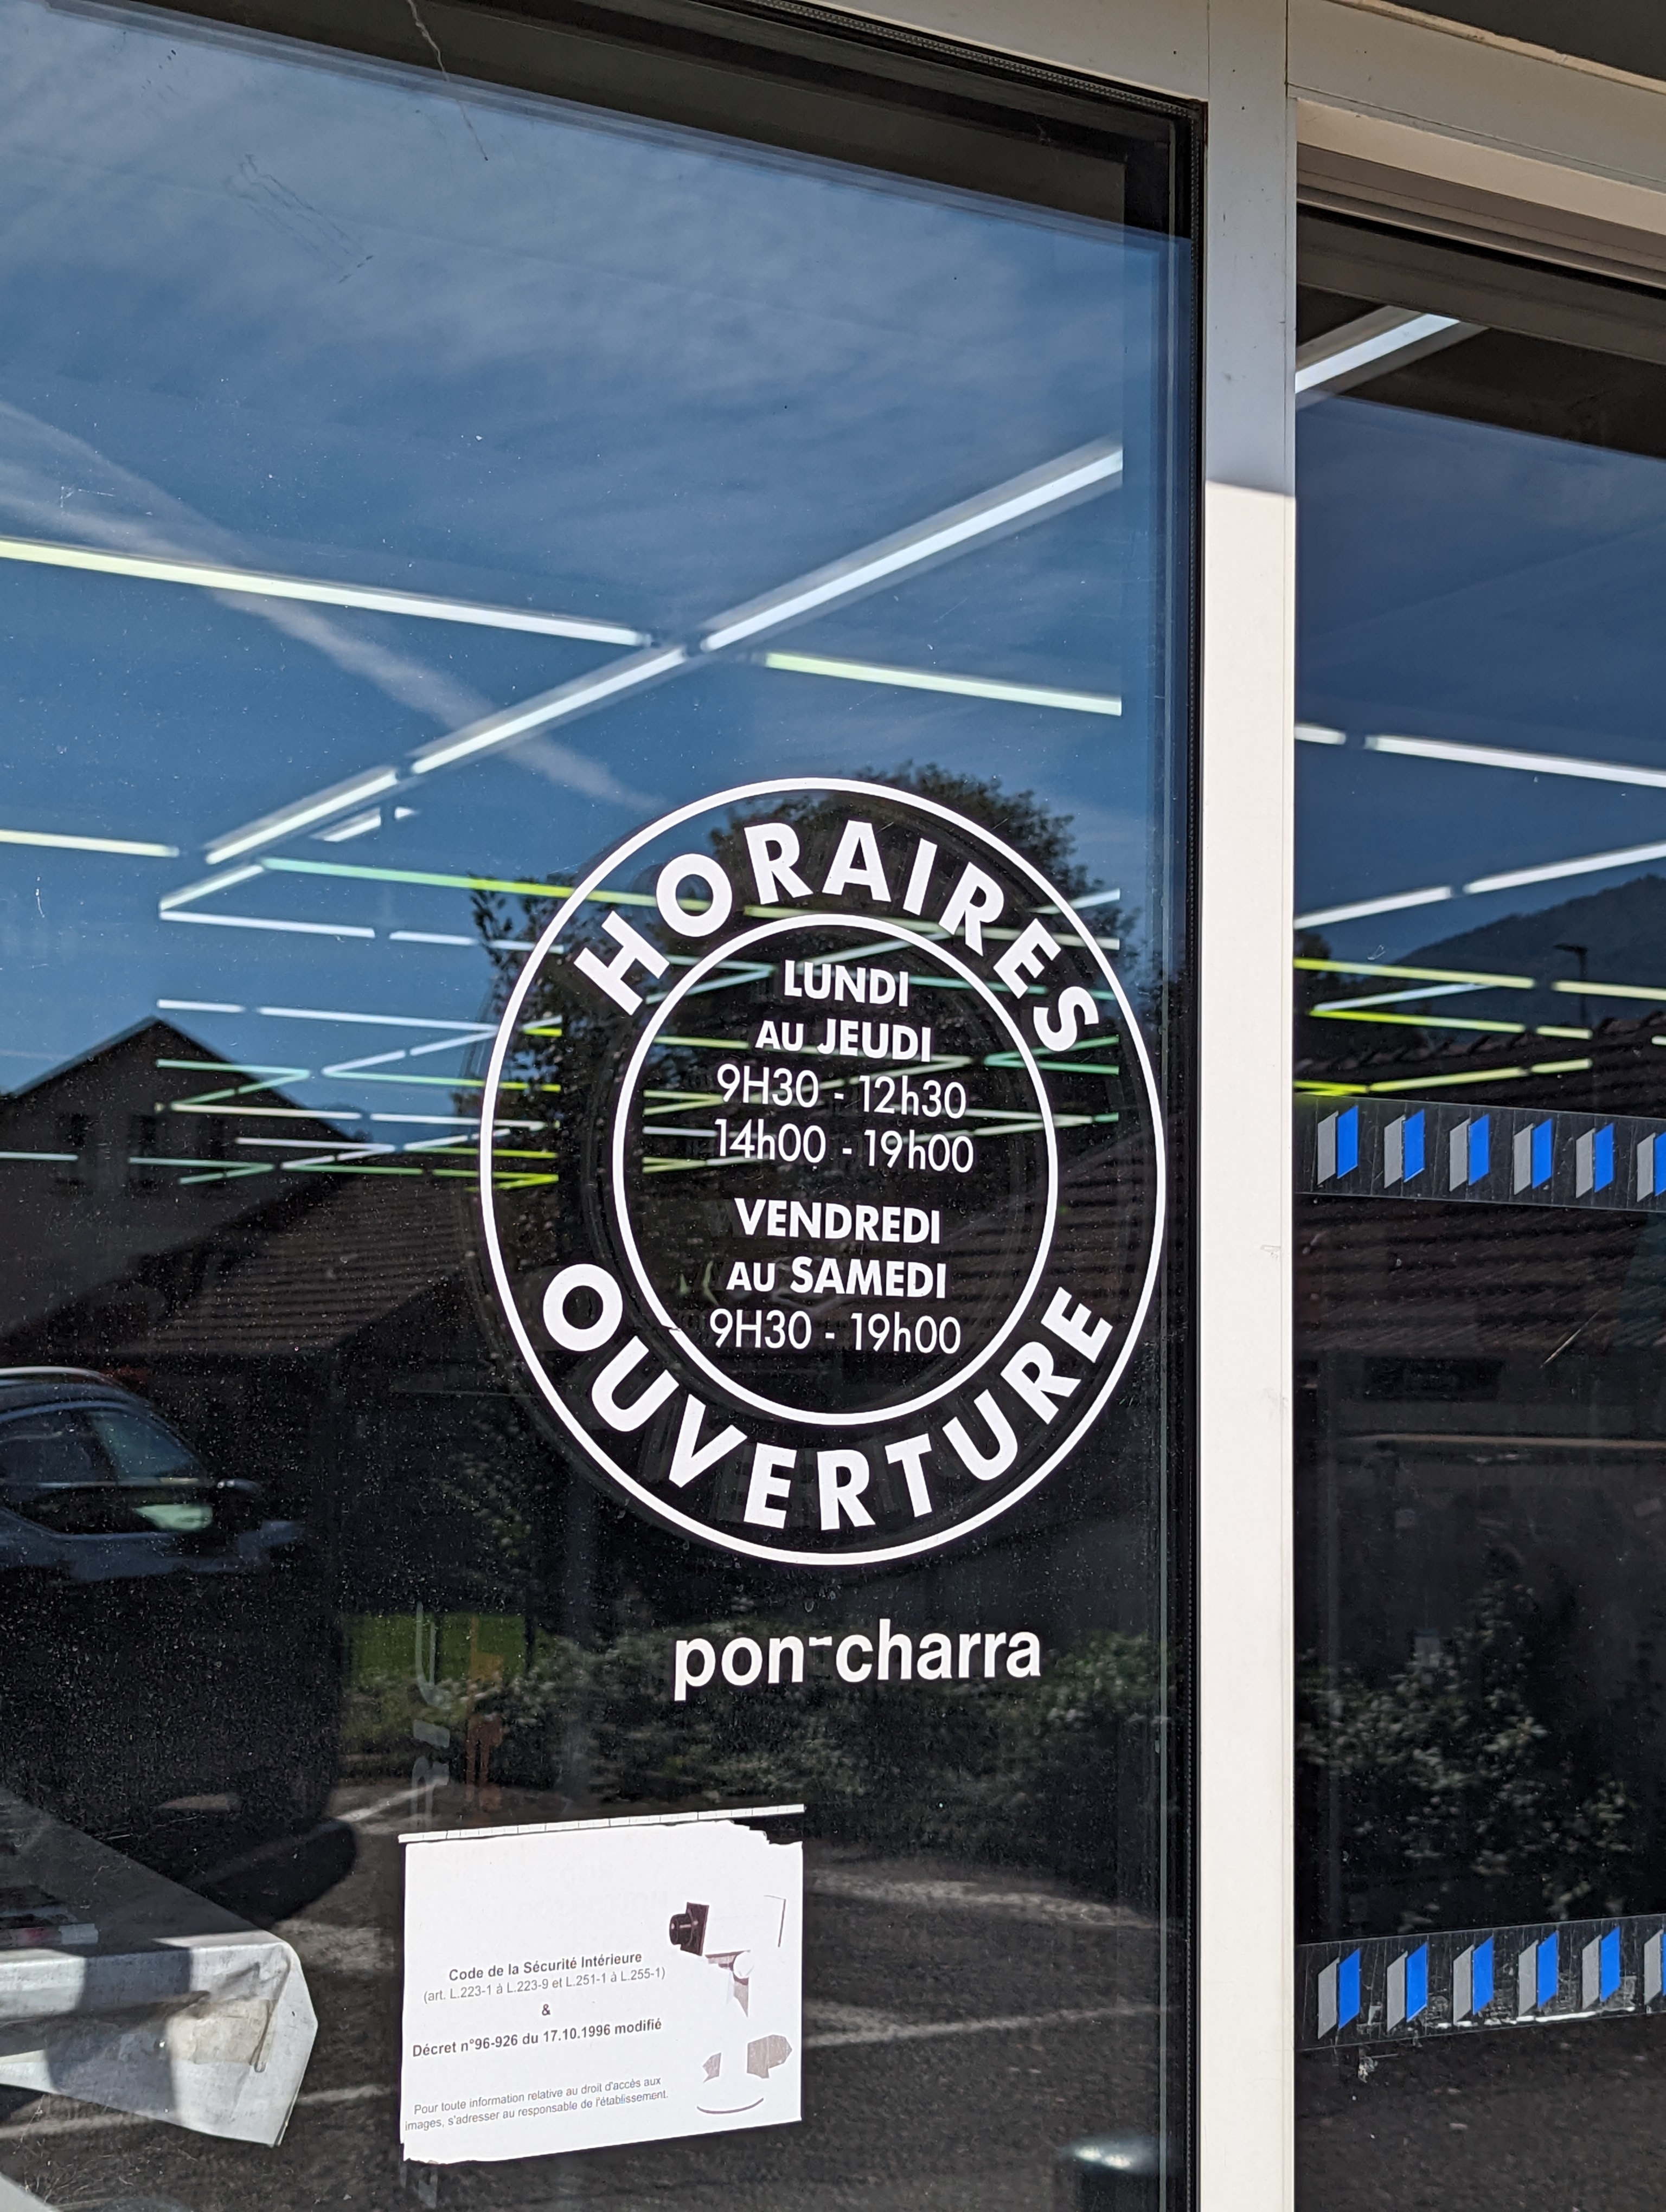 HORAIRES
LUNDI
AU JEUDI
9H30 - 12h30
14h00 - 19h00
VENDREDI
AU SAMEDI
9H30 - 19h00
OUVERTURE
pon-charra
Code de la Sécurité Intérieure
(art. L.223-1 à L.223-9 et L.251-1 à L.255-1)
&
Décret n°96-926 du 17.10.1996 modifié
Pour toute information relative au droit d'accès aux
images, s'adresser au responsable de l'établissement.